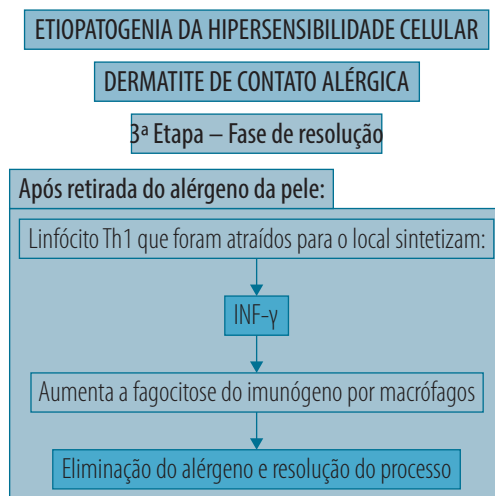 ETIOPATOGENIA DA HIPERSENSIBILIDADE CELULAR
DERMATITE DE CONTATO ALÉRGICA
3ª Etapa – Fase de resolução
Após retirada do alérgeno da pele:
Linfócito Th1 que foram atraídos para o local sintetizam:
INF-γ
Aumenta a fagocitose do imunógeno por macrófagos
Eliminação do alérgeno e resolução do processo